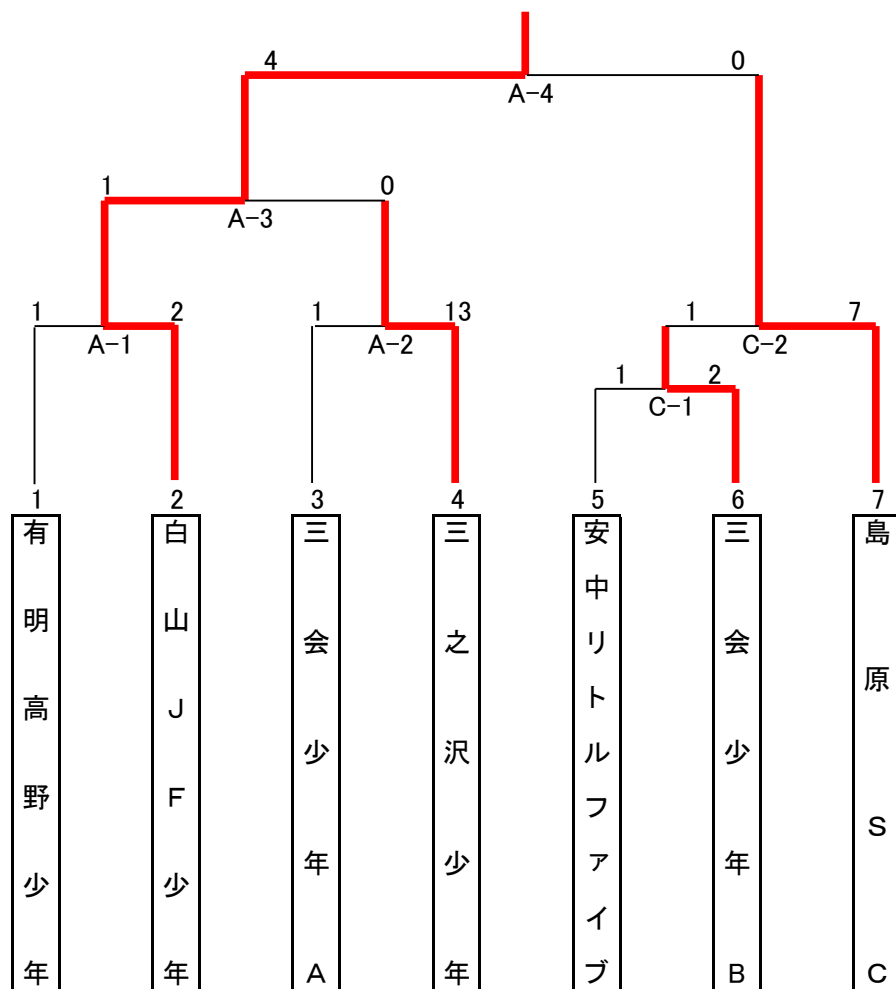 4 0
A-4
1 0
A-3
1 2 1 13 1 7
A-1 A-2 C-2
1 2
C-1
1 2 3 4 5 6 7
有明高野少年
白山JF少年
三会少年A
三之沢少年
安中リトルファイブ
三会少年B
島原SC